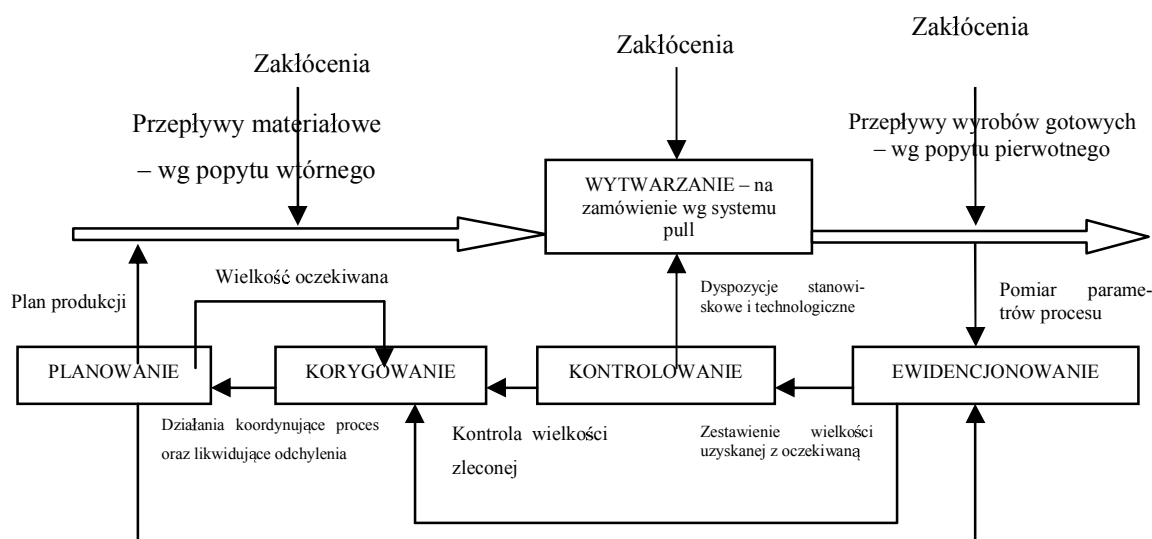 Zakłócenia
Zakłócenia
Zakłócenia
Przepływy materiałowe
– wg popytu wtórnego
Przepływy wyrobów gotowych
– wg popytu pierwotnego
WYTWARZANIE – na
zamówienie wg systemu
pull
Plan produkcji
Wielkość oczekiwana
Dyspozycje stanowi-
skowe i technologiczne
Pomiar parame-
trów procesu
PLANOWANIE
KORYGOWANIE
KONTROLOWANIE
EWIDENCJONOWANIE
Działania koordynujące proces
oraz likwidujące odchylenia
Kontrola wielkości
zleconej
Zestawienie wielkości
uzyskanej z oczekiwaną